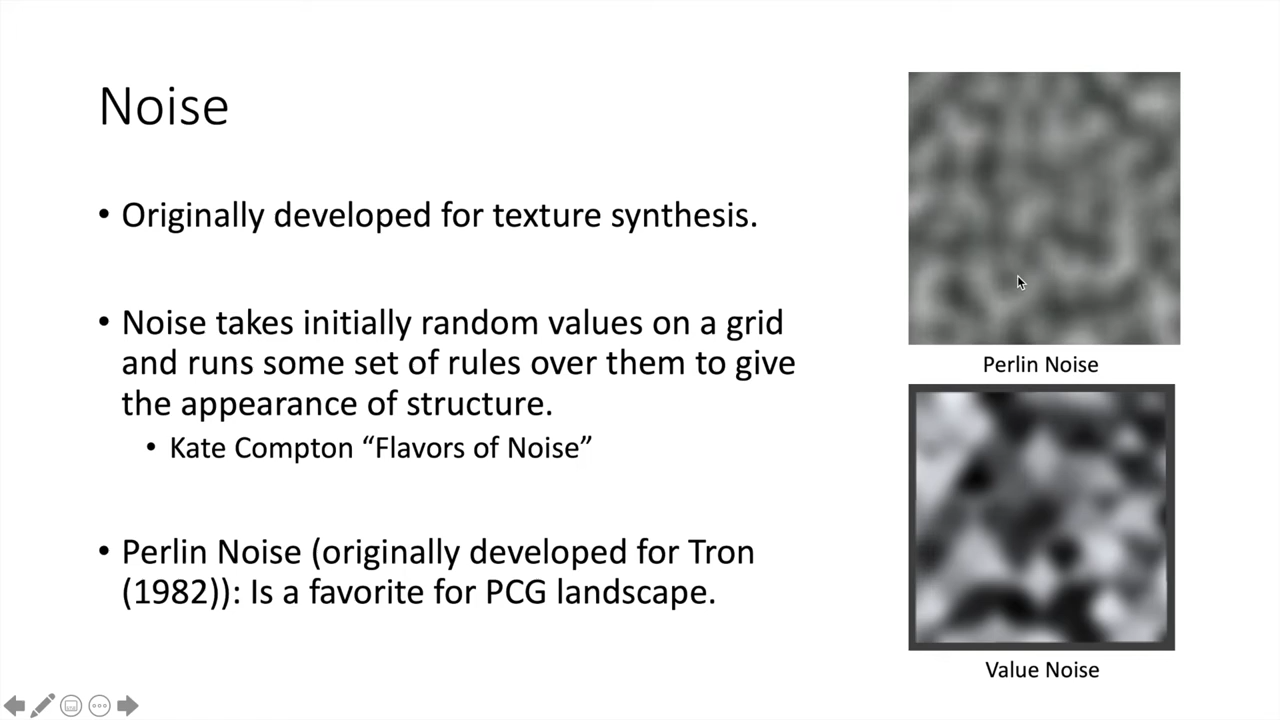 Noise
• Originally developed for texture synthesis.
• Noise takes initially random values on a grid
and runs some set of rules over them to give
the appearance of structure.
• Kate Compton “Flavors of Noise”
• Perlin Noise (originally developed for Tron
(1982)): Is a favorite for PCG landscape.
Perlin Noise
Value Noise